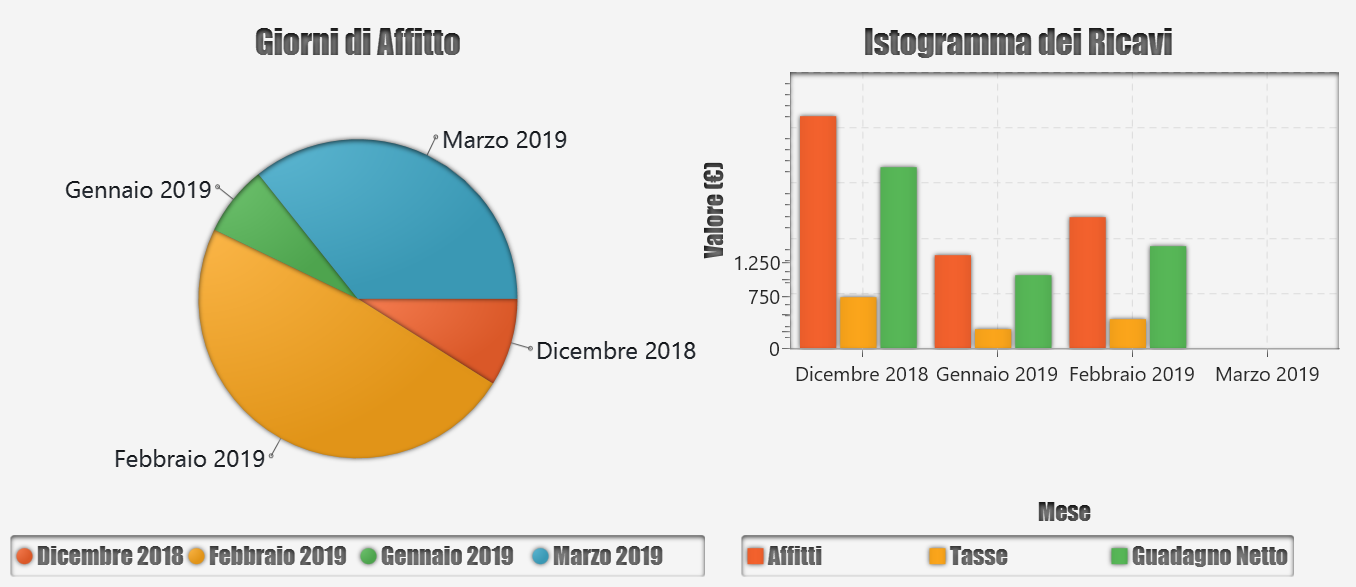 Giorni di Affitto
Marzo 2019
Gennaio 2019
Dicembre 2018
Febbraio 2019
Dicembre 2018 Febbraio 2019 Gennaio 2019 Marzo 2019
Istogramma dei Ricavi
Valore (€)
1.250
750
0
Dicembre 2018 Gennaio 2019 Febbraio 2019 Marzo 2019
Mese
Affitti Tasse Guadagno Netto